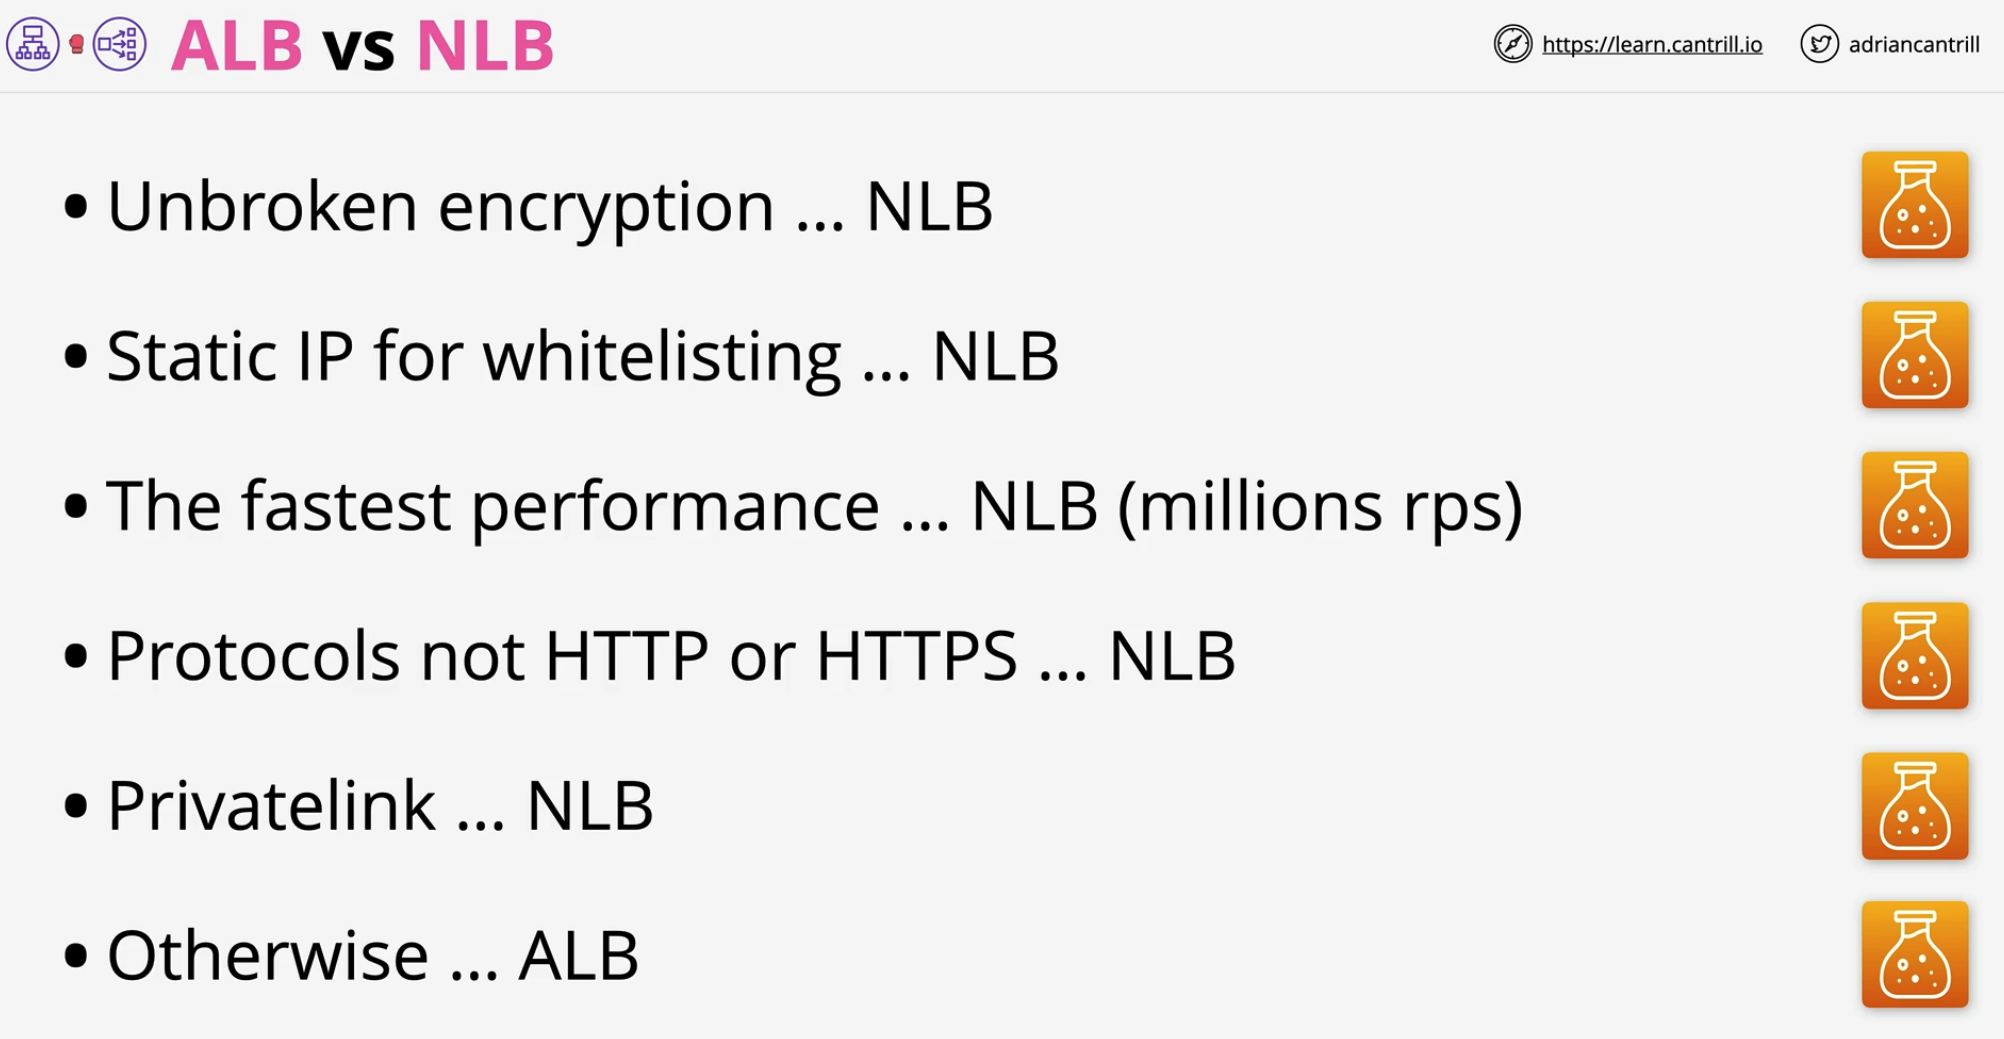 ALB vs NLB
https://learn.cantrill.io
adriancantrill
• Unbroken encryption ... NLB
• Static IP for whitelisting ... NLB
• The fastest performance ... NLB (millions rps)
• Protocols not HTTP or HTTPS ... NLB
• Privatelink ... NLB
• Otherwise ... ALB